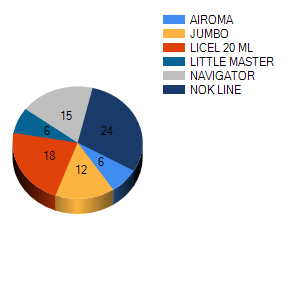 AIROMA
JUMBO
LICEL 20 ML
LITTLE MASTER
NAVIGATOR
NOK LINE
15
24
6
18
12
6